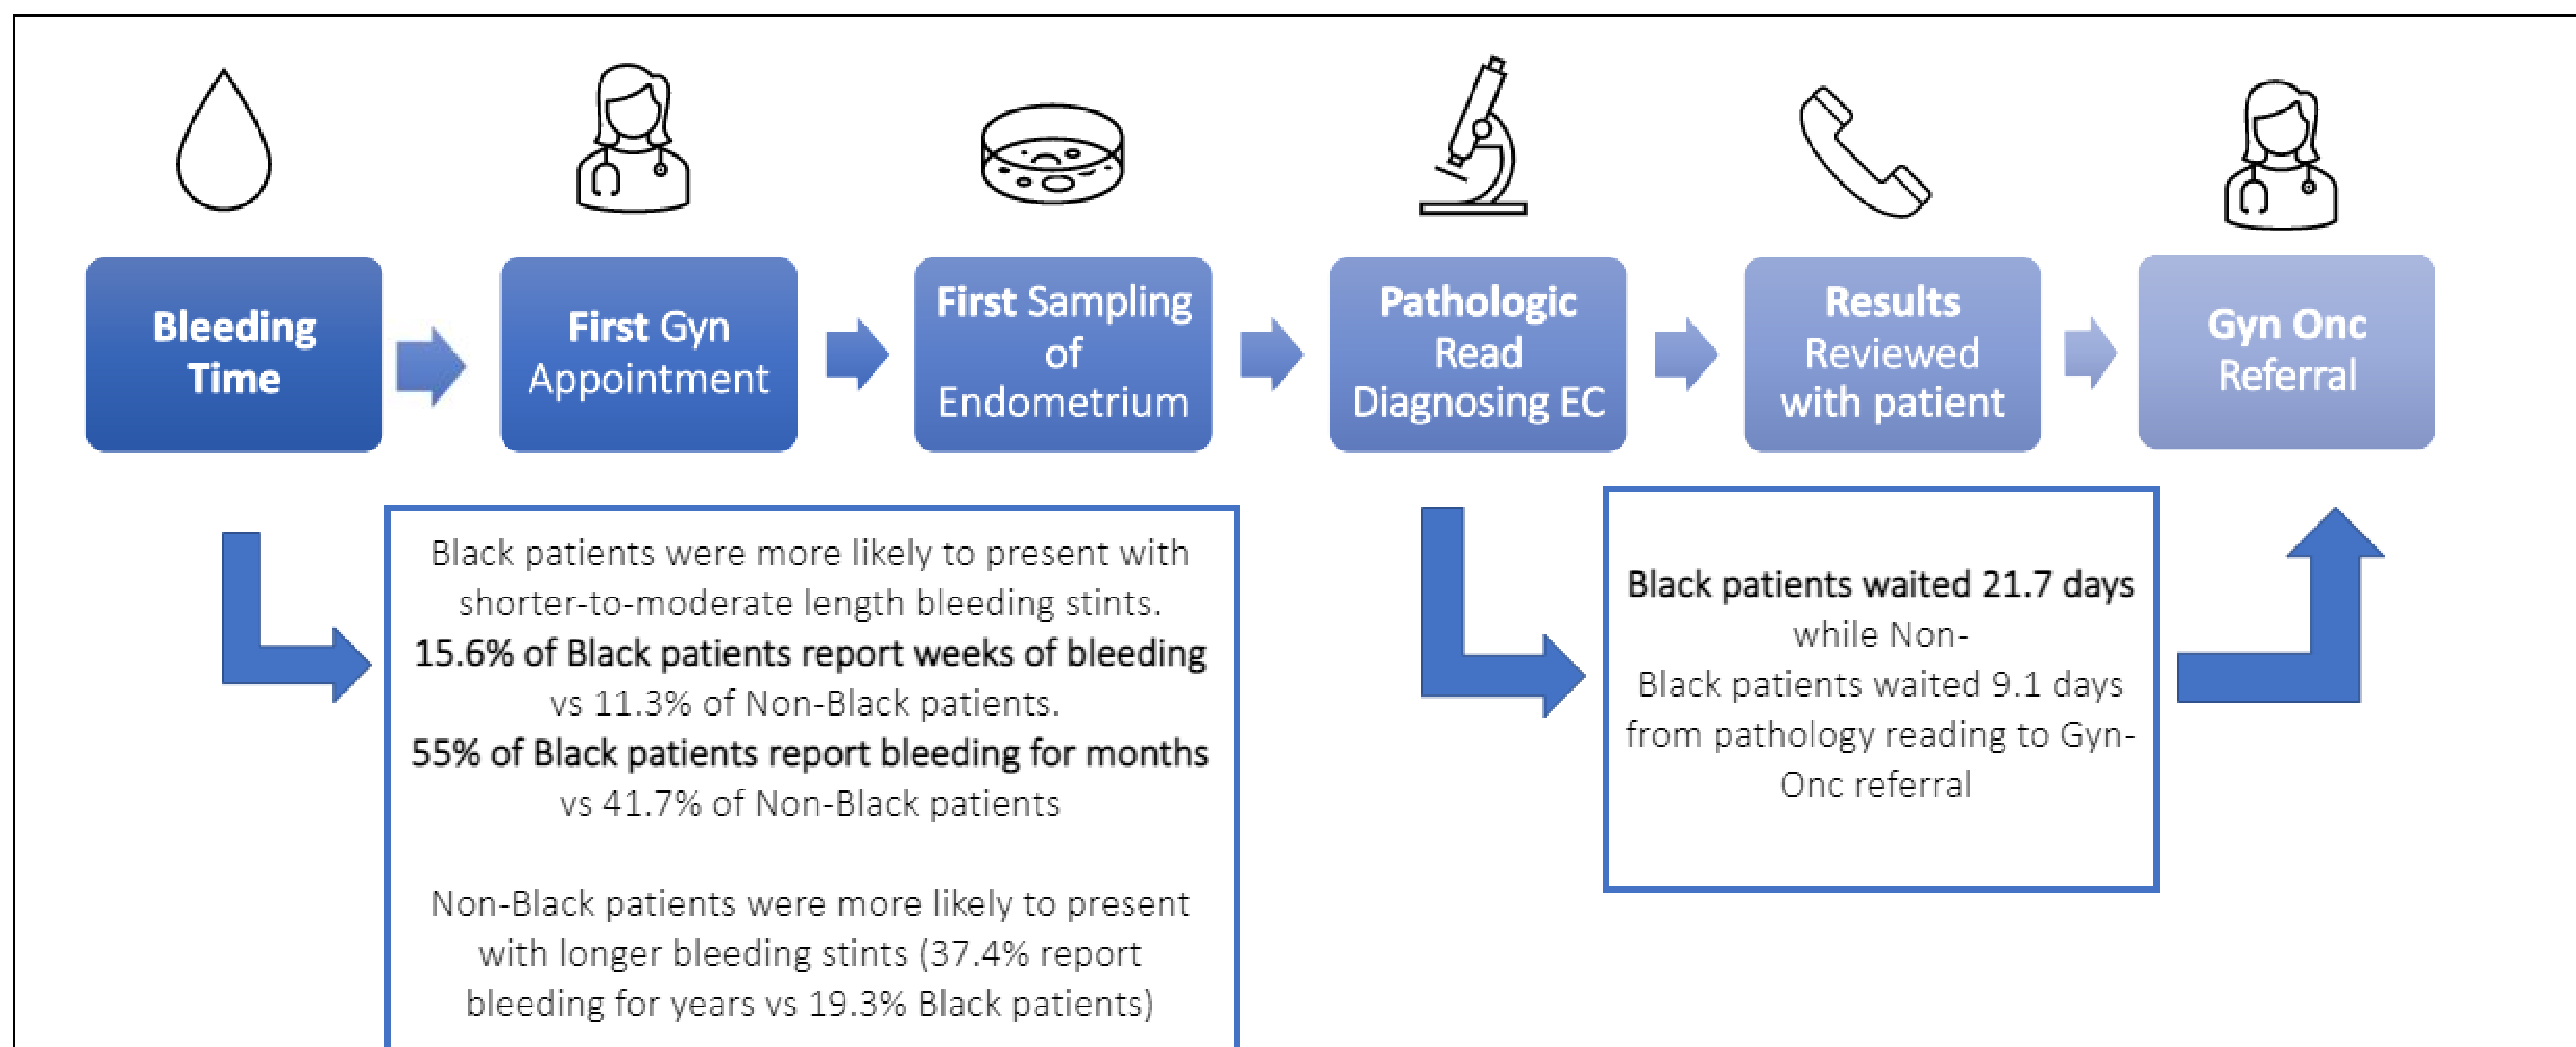 Bleeding
Time
First Gyn
Appointment
First Sampling
of
Endometrium
Pathologic
Read
Diagnosing EC
Results
Reviewed
with patient
Gyn Onc
Referral
Black patients were more likely to present with
shorter-to-moderate length bleeding stints.
15.6% of Black patients report weeks of bleeding
vs 11.3% of Non-Black patients.
55% of Black patients report bleeding for months
vs 41.7% of Non-Black patients
Non-Black patients were more likely to present
with longer bleeding stints (37.4% report
bleeding for years vs 19.3% Black patients)
Black patients waited 21.7 days
while Non-
Black patients waited 9.1 days
from pathology reading to Gyn-
Onc referral